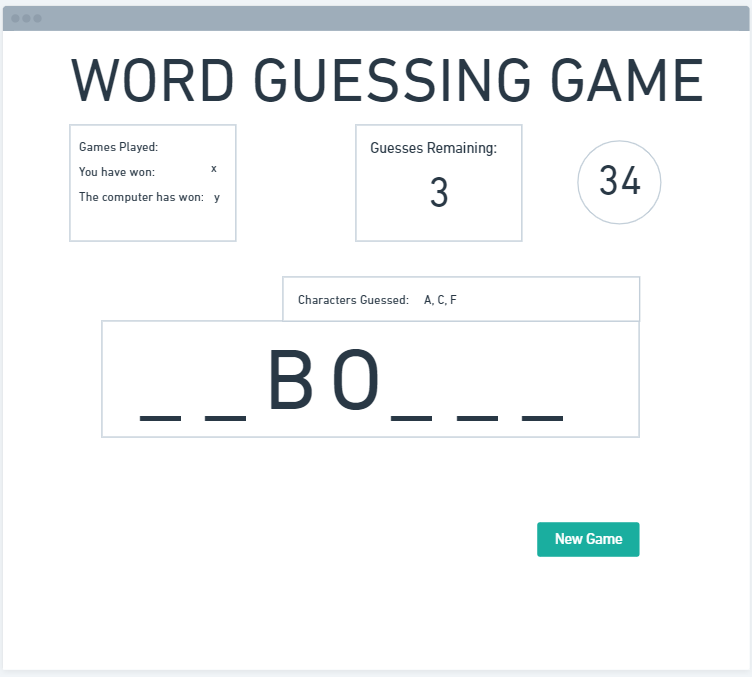 WORD GUESSING GAME
Games Played:
You have won: x
The computer has won: y
Guesses Remaining:
3
34
Characters Guessed: A, C, F
_ _ B O _ _ _
New Game